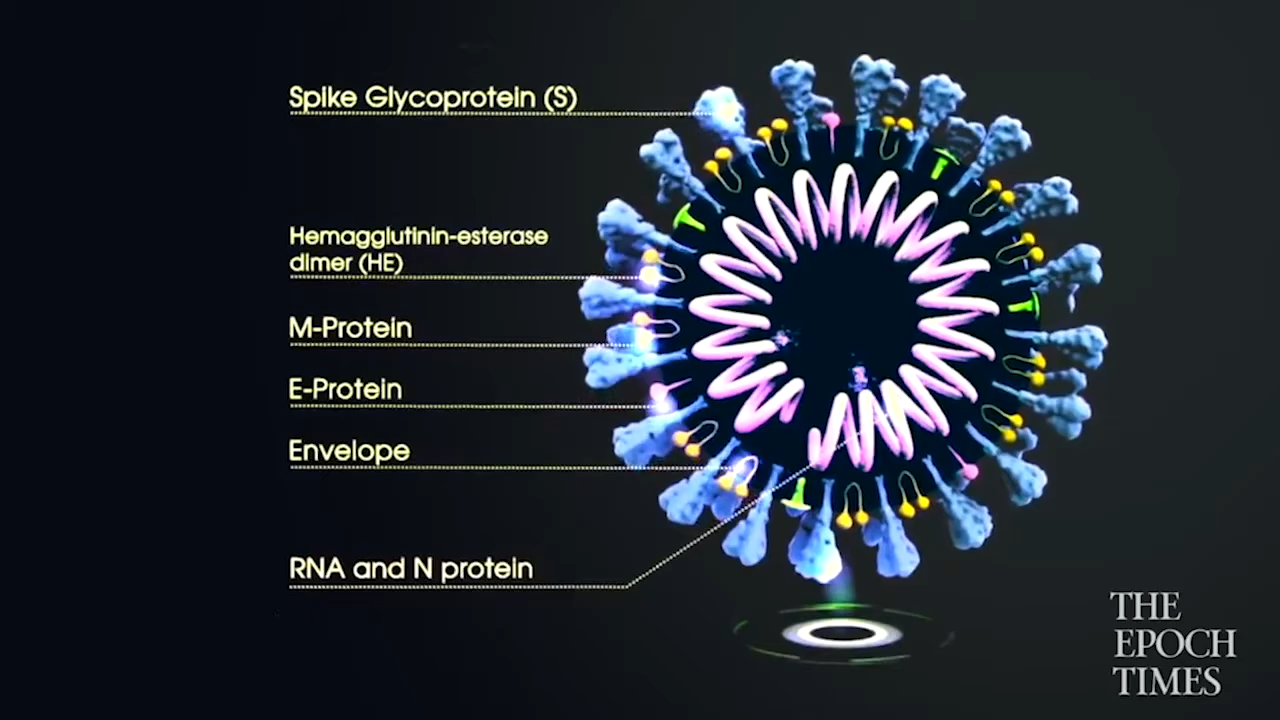 Spike Glycoprotein (S)
Hemagglutinin-esterase
dimer (HE)
M-Protein
E-Protein
Envelope
RNA and N protein
THE
EPOCH
TIMES